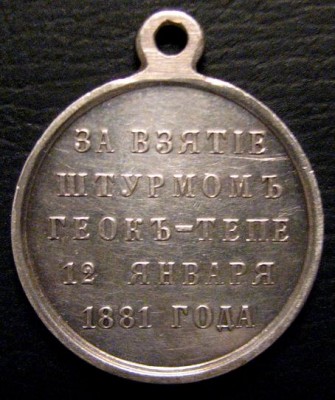 ЗА ВЗЯТІЕ
ШТУРМОМЪ
ГЕОКЪ-ТЕПЕ
12 ЯНВАРЯ
1881 ГОДА